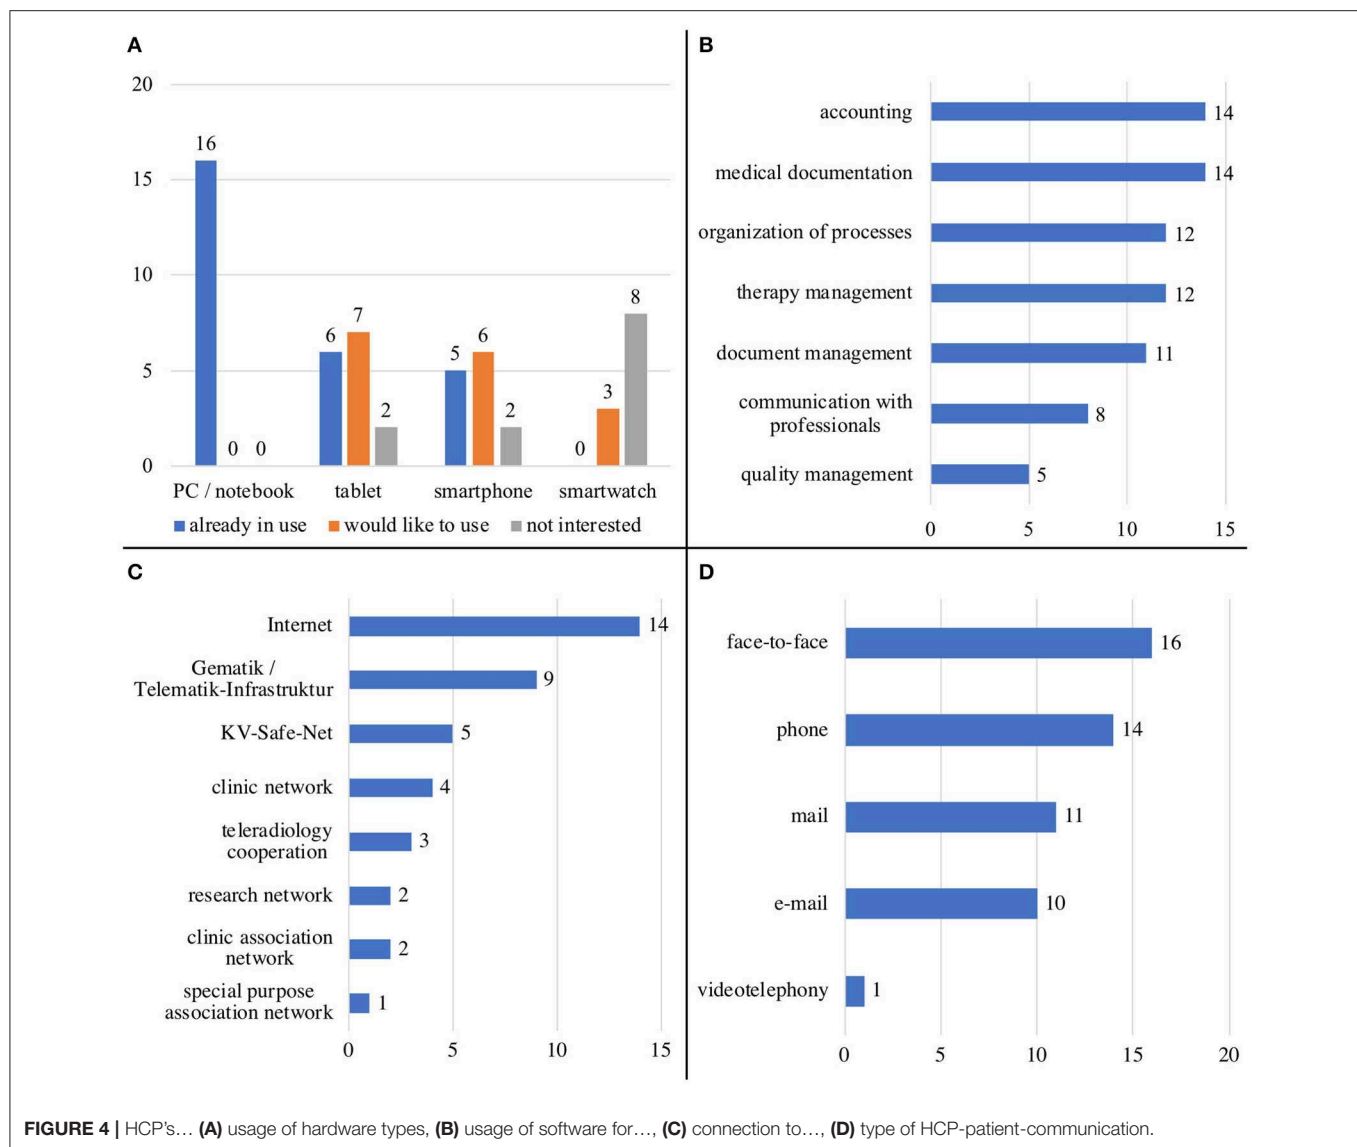 A
20
15
10
5
0
16
0 0
6
7
2
5
6
2
0
3
8
PC / notebook tablet smartphone smartwatch
already in use would like to use not interested
B
accounting 14
medical documentation 14
organization of processes 12
therapy management 12
document management 11
communication with
professionals 8
quality management 5
0 5 10 15
C
Internet 14
Gematik /
Telematik-Infrastruktur 9
KV-Safe-Net 5
clinic network 4
teleradiology
cooperation 3
research network 2
clinic association
network 2
special purpose
association network 1
0 5 10 15
D
face-to-face 16
phone 14
mail 11
e-mail 10
videotelephony 1
0 5 10 15 20
FIGURE 4 | HCP's… (A) usage of hardware types, (B) usage of software for…, (C) connection to…, (D) type of HCP-patient-communication.